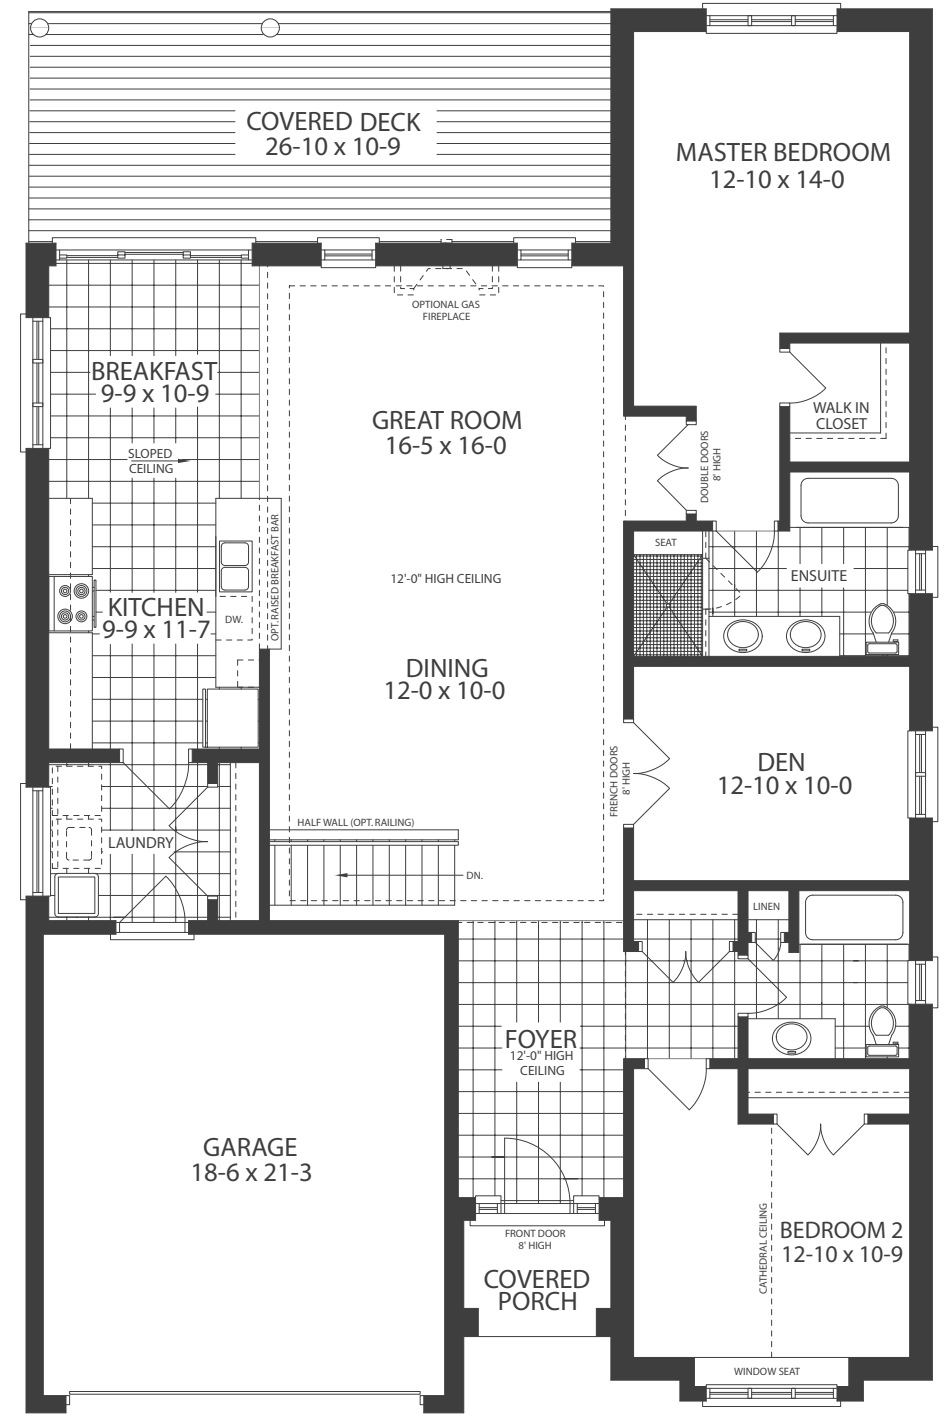 COVERED DECK
26-10 x 10-9
MASTER BEDROOM
12-10 x 14-0
OPTIONAL GAS
FIREPLACE
BREAKFAST
9-9 x 10-9
GREAT ROOM
16-5 x 16-0
WALK IN
CLOSET
SLOPED
CEILING
DOUBLE DOORS
8' HIGH
OPT. RAISED BREAKFAST BAR
SEAT
12'-0" HIGH CEILING
ENSUITE
KITCHEN
9-9 x 11-7
DW.
DINING
12-0 x 10-0
FRENCH DOORS
8' HIGH
DEN
12-10 x 10-0
HALF WALL (OPT. RAILING)
LAUNDRY
DN.
LINEN
FOYER
12'-0" HIGH
CEILING
GARAGE
18-6 x 21-3
FRONT DOOR
8' HIGH
CATHEDRAL CEILING
BEDROOM 2
12-10 x 10-9
COVERED
PORCH
WINDOW SEAT